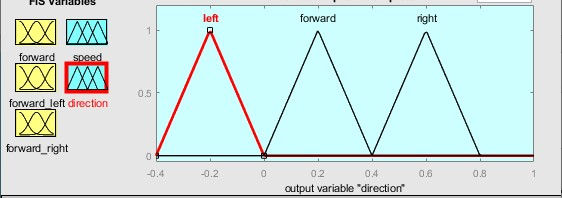 FIS Variables
forward speed
forward_left direction
forward_right
left forward right
1
0.5
0
-0.4 -0.2 0 0.2 0.4 0.6 0.8 1
output variable "direction"